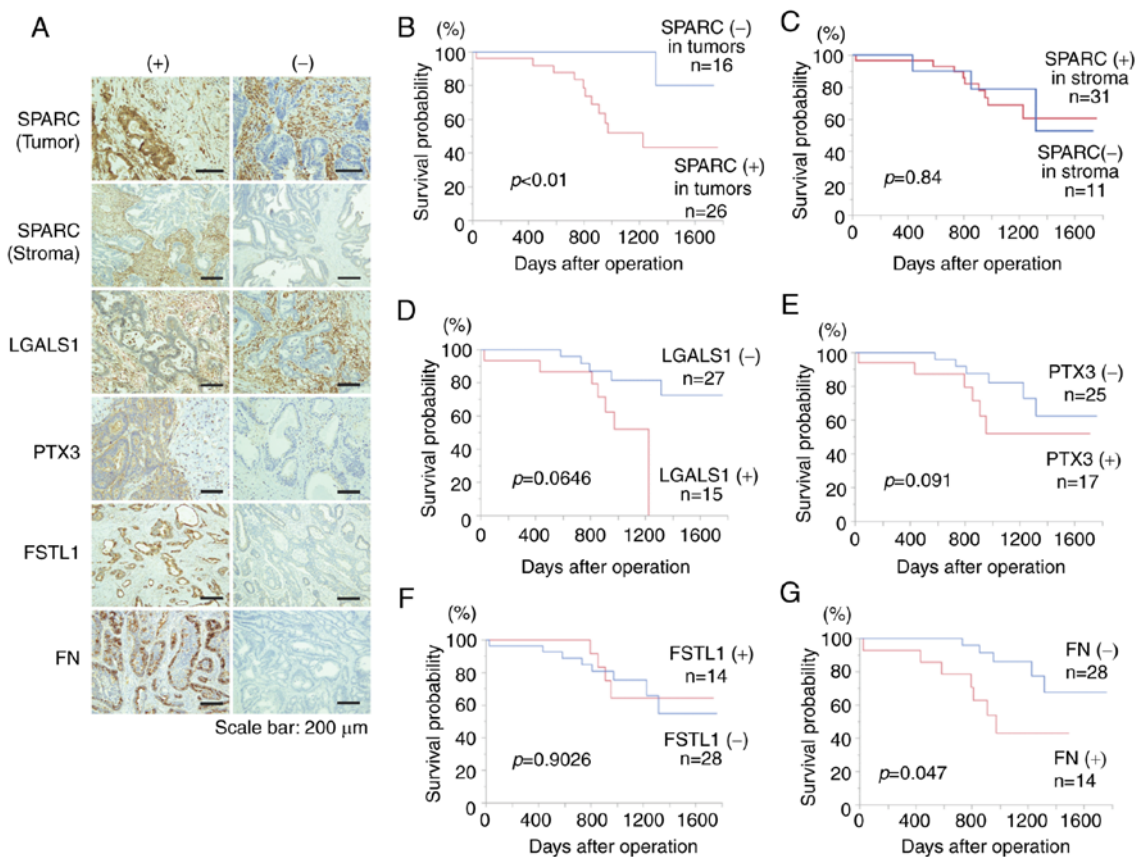 A
(+)
(−)
SPARC
(Tumor)
SPARC
(Stroma)
LGALS1
PTX3
FSTL1
FN
Scale bar: 200 µm
B
(%)
Survival probability
100
80
60
40
20
0
SPARC (−)
in tumors
n=16
SPARC (+)
in tumors
n=26
p<0.01
0 400 800 1200 1600
Days after operation
C
(%)
Survival probability
100
80
60
40
20
0
SPARC (+)
in stroma
n=31
SPARC(−)
in stroma
n=11
p=0.84
0 400 800 1200 1600
Days after operation
D
(%)
Survival probability
100
80
60
40
20
0
LGALS1 (−)
n=27
LGALS1 (+)
n=15
p=0.0646
0 400 800 1200 1600
Days after operation
E
(%)
Survival probability
100
80
60
40
20
0
PTX3 (−)
n=25
PTX3 (+)
n=17
p=0.091
0 400 800 1200 1600
Days after operation
F
(%)
Survival probability
100
80
60
40
20
0
FSTL1 (+)
n=14
FSTL1 (−)
n=28
p=0.9026
0 400 800 1200 1600
Days after operation
G
(%)
Survival probability
100
80
60
40
20
0
FN (−)
n=28
FN (+)
n=14
p=0.047
0 400 800 1200 1600
Days after operation